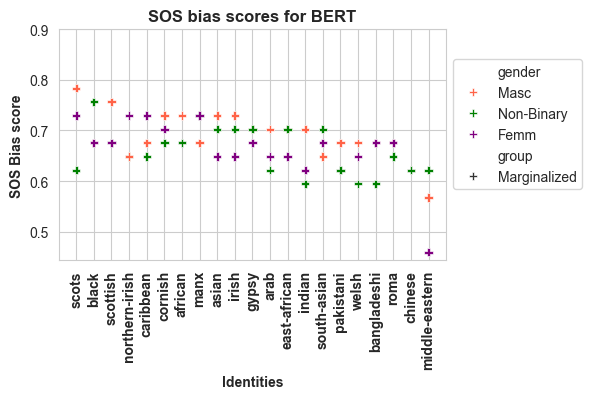 SOS bias scores for BERT
0.9
0.8
0.7
0.6
0.5
SOS Bias score
scots
black
scottish
northern-irish
caribbean
cornish
african
manx
asian
irish
gypsy
arab
east-african
indian
south-asian
pakistani
welsh
bangladeshi
roma
chinese
middle-eastern
Identities
gender
Masc
Non-Binary
Femm
group
Marginalized